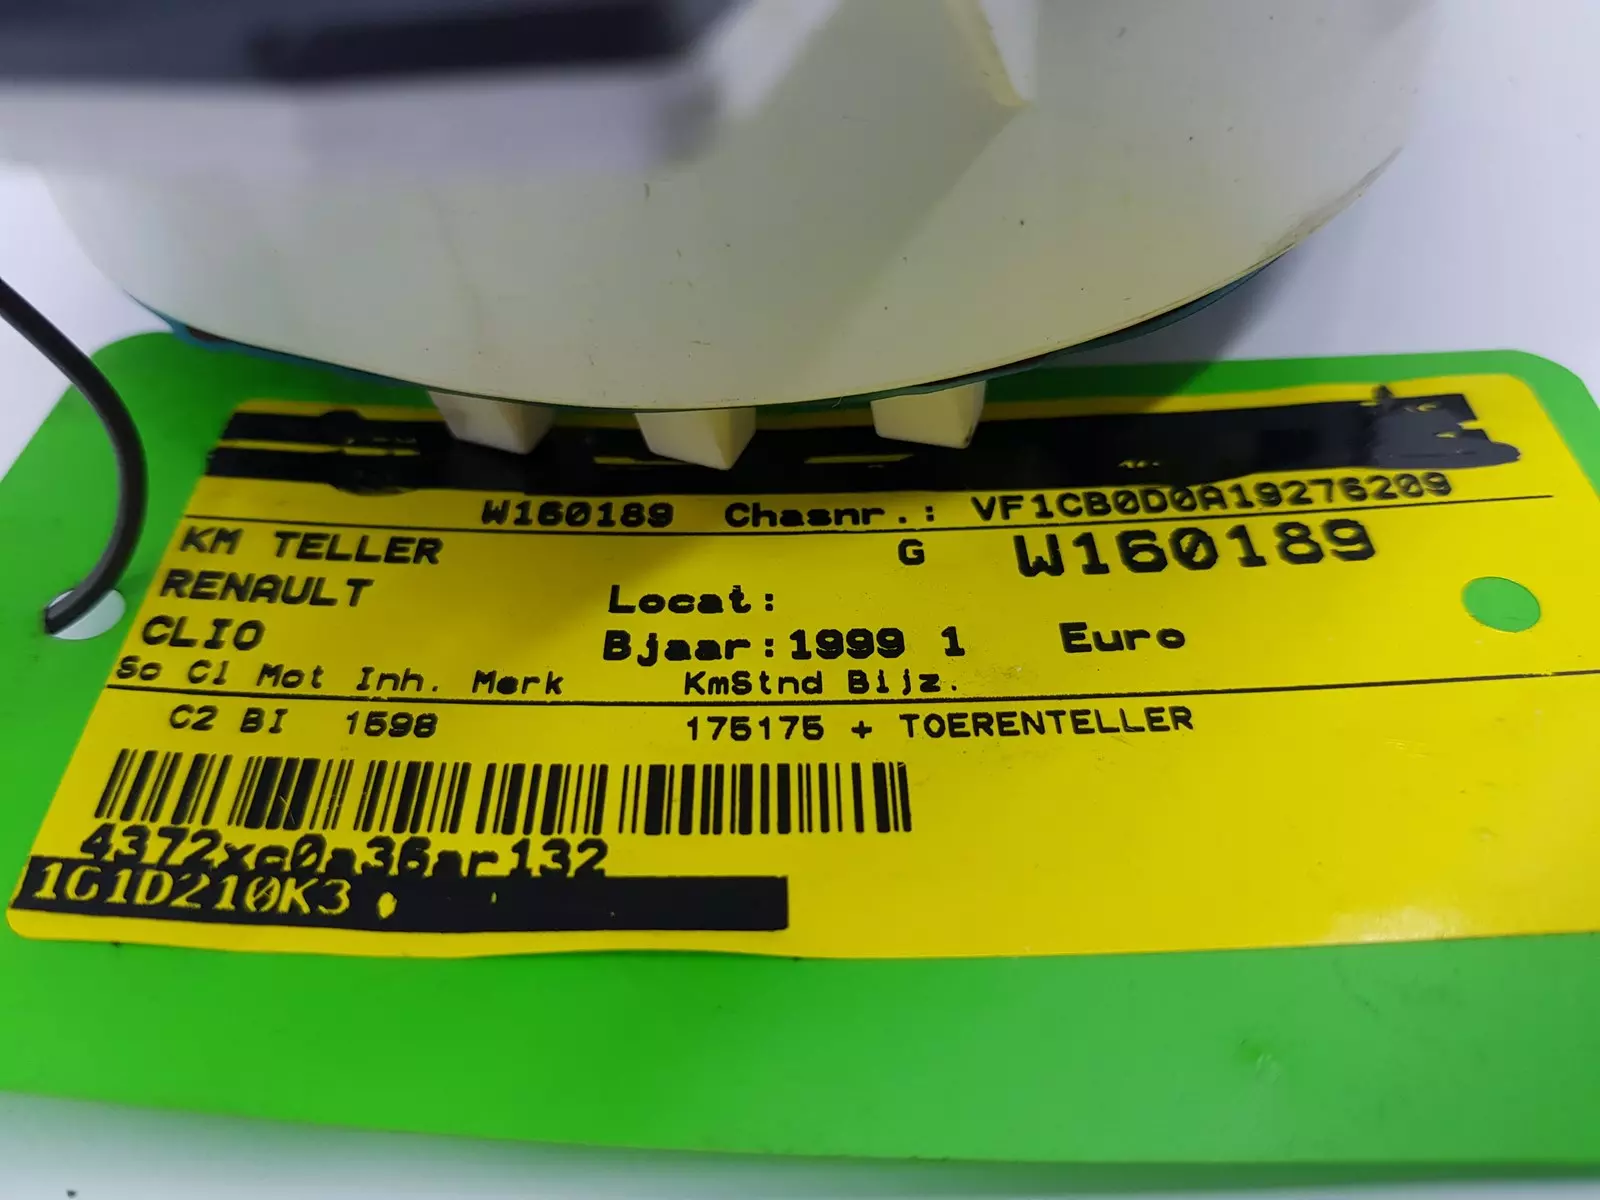 W160189 Chasnr.: VF1CB0D0A19276209
KM TELLER G W160189
RENAULT Locat:
CLIO Bjaar:1999 1 Euro
So Cl Mot Inh. Merk KmStnd Bijz.
C2 BI 1598 175175 + TOERENTELLER
4372xc0a36ar132
1G1D210K3